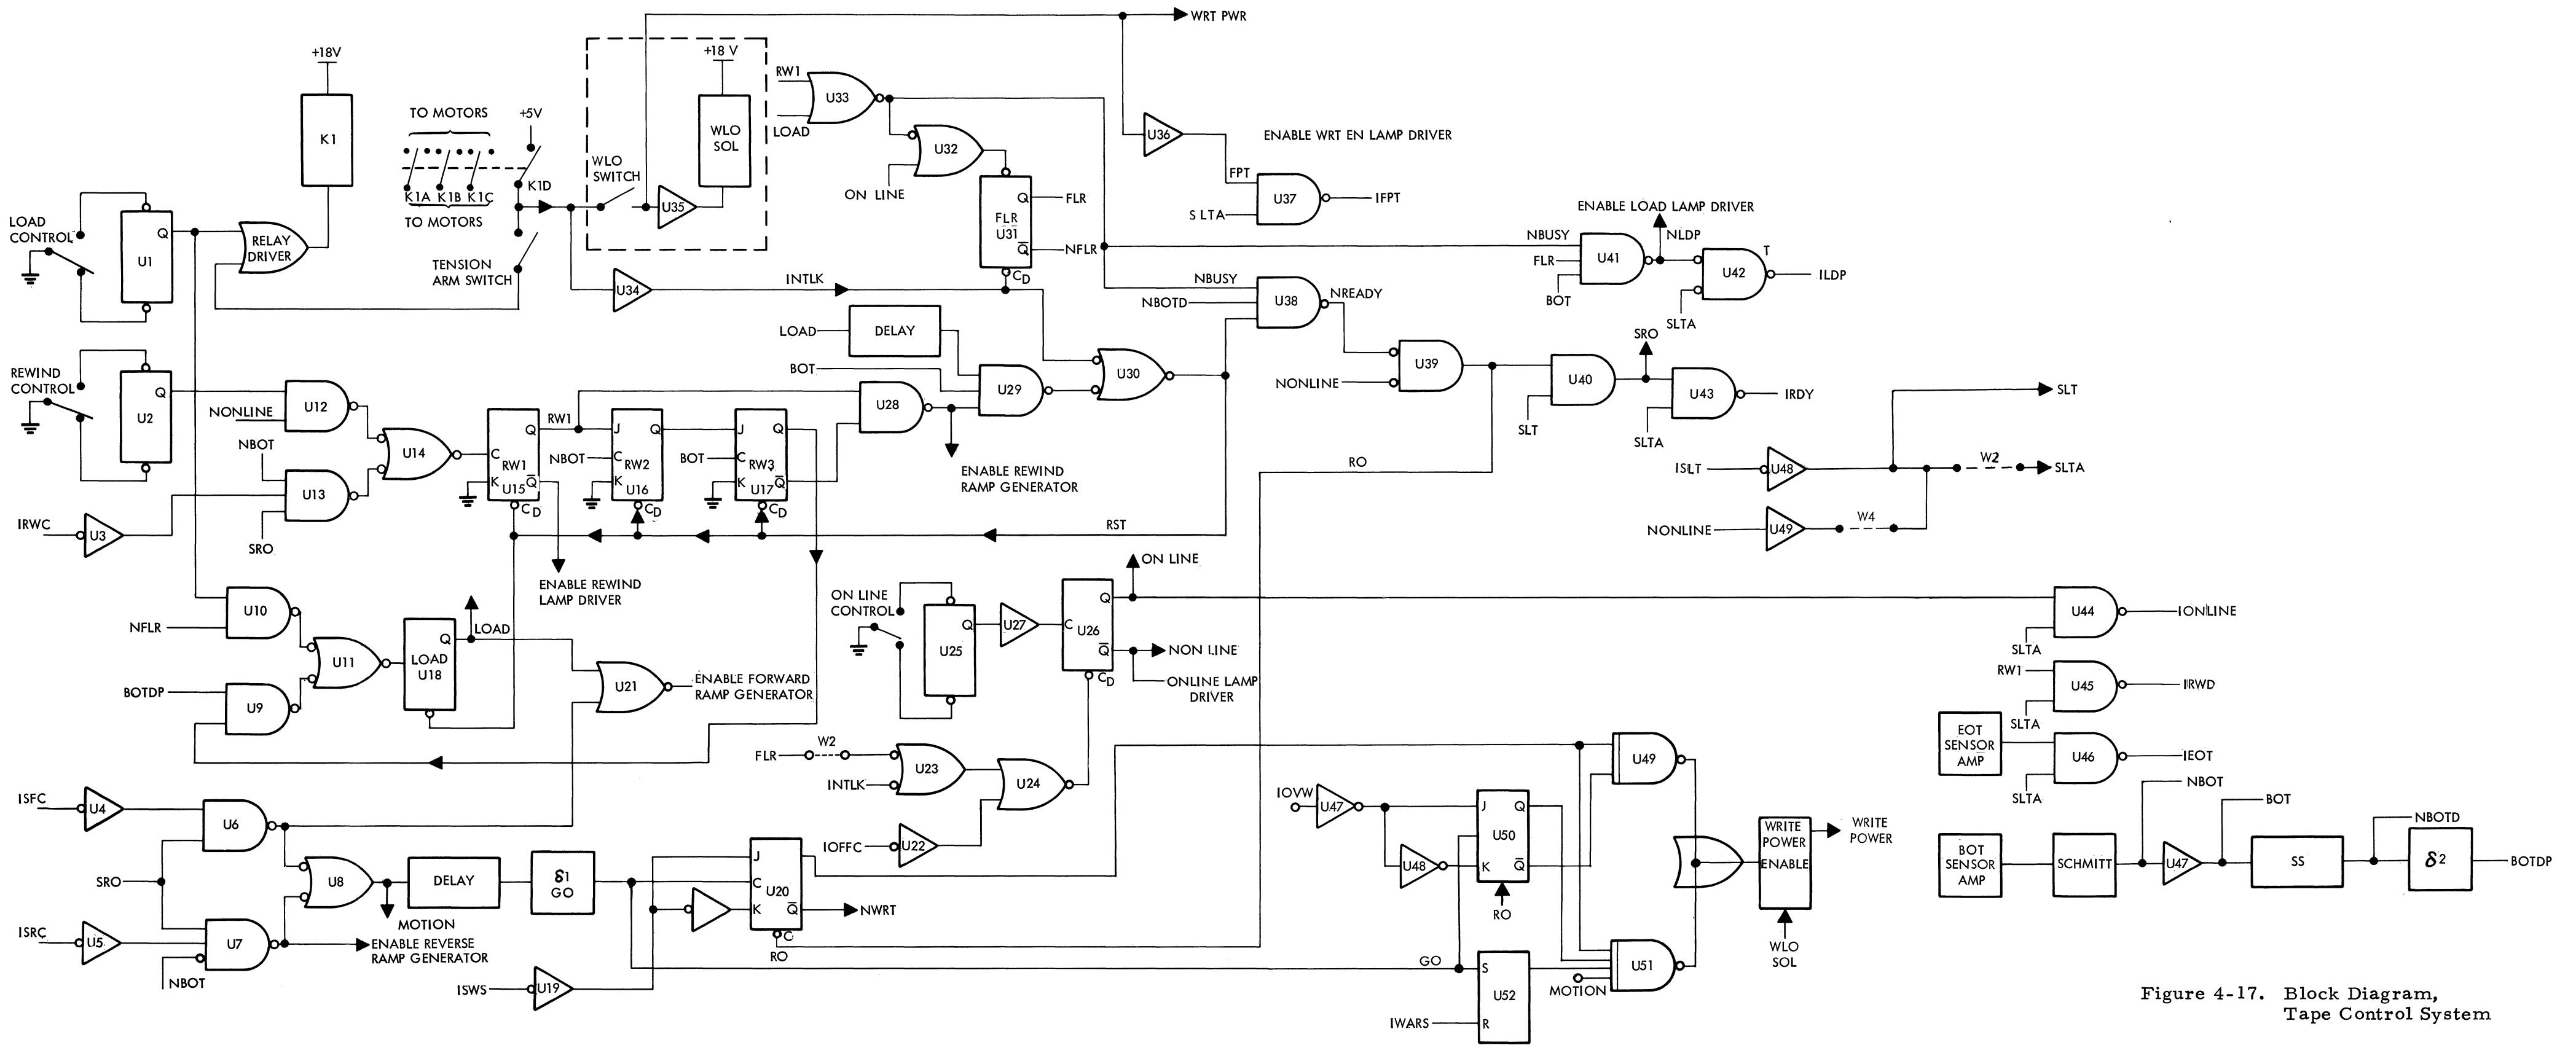 WRT PWR
+18V
K1
TO MOTORS
K1A K1B K1C
TO MOTORS
+5V
K1D
TENSION
ARM SWITCH
WLO
SWITCH
U35
+18 V
WLO
SOL
RW1
LOAD
U33
U32
ON LINE
Q
FLR
U31
Q̅
CD
FLR
NFLR
U36
ENABLE WRT EN LAMP DRIVER
FPT
SLTA
U37
IFPT
LOAD
CONTROL
U1
Q
RELAY
DRIVER
U34
INTLK
NBUSY
FLR
BOT
U41
ENABLE LOAD LAMP DRIVER
NLDP
U42
T
SLTA
ILDP
NBUSY
NBOTD
U38
NREADY
NONLINE
U39
U40
SLT
SRO
U43
SLTA
IRDY
LOAD
DELAY
BOT
U29
U30
U28
ENABLE REWIND
RAMP GENERATOR
REWIND
CONTROL
U2
Q
NONLINE
U12
NBOT
U13
SRO
U14
IRWC
U3
C
K
Q
RW1
Q̅
U15
CD
RW1
J
C
K
Q
RW2
U16
CD
NBOT
J
C
K
Q
RW3
Q̅
U17
CD
BOT
RST
RO
ENABLE REWIND
LAMP DRIVER
ISLT
U48
SLT
W2
SLTA
NONLINE
U49
W4
U10
NFLR
U11
BOTDP
U9
Q
LOAD
U18
LOAD
U21
ENABLE FORWARD
RAMP GENERATOR
ON LINE
CONTROL
Q
U25
U27
C
Q
U26
Q̅
CD
ON LINE
NON LINE
ONLINE LAMP
DRIVER
FLR
W2
INTLK
U23
U24
IOFFC
U22
U44
SLTA
IONLINE
RW1
U45
SLTA
IRWD
EOT
SENSOR
AMP
U46
SLTA
IEOT
BOT
SENSOR
AMP
SCHMITT
NBOT
U47
BOT
SS
NBOTD
δ2
BOTDP
ISFC
U4
U6
SRO
U8
ISRC
U5
U7
NBOT
MOTION
ENABLE REVERSE
RAMP GENERATOR
DELAY
δ1
GO
J
C
K
U20
Q̅
C
RO
NWRT
ISWS
U19
IOVW
U47
U48
J
Q
U50
K
Q̅
RO
U49
U51
MOTION
GO
S
U52
R
IWARS
WRITE
POWER
ENABLE
WRITE
POWER
WLO
SOL
Figure 4-17. Block Diagram,
Tape Control System